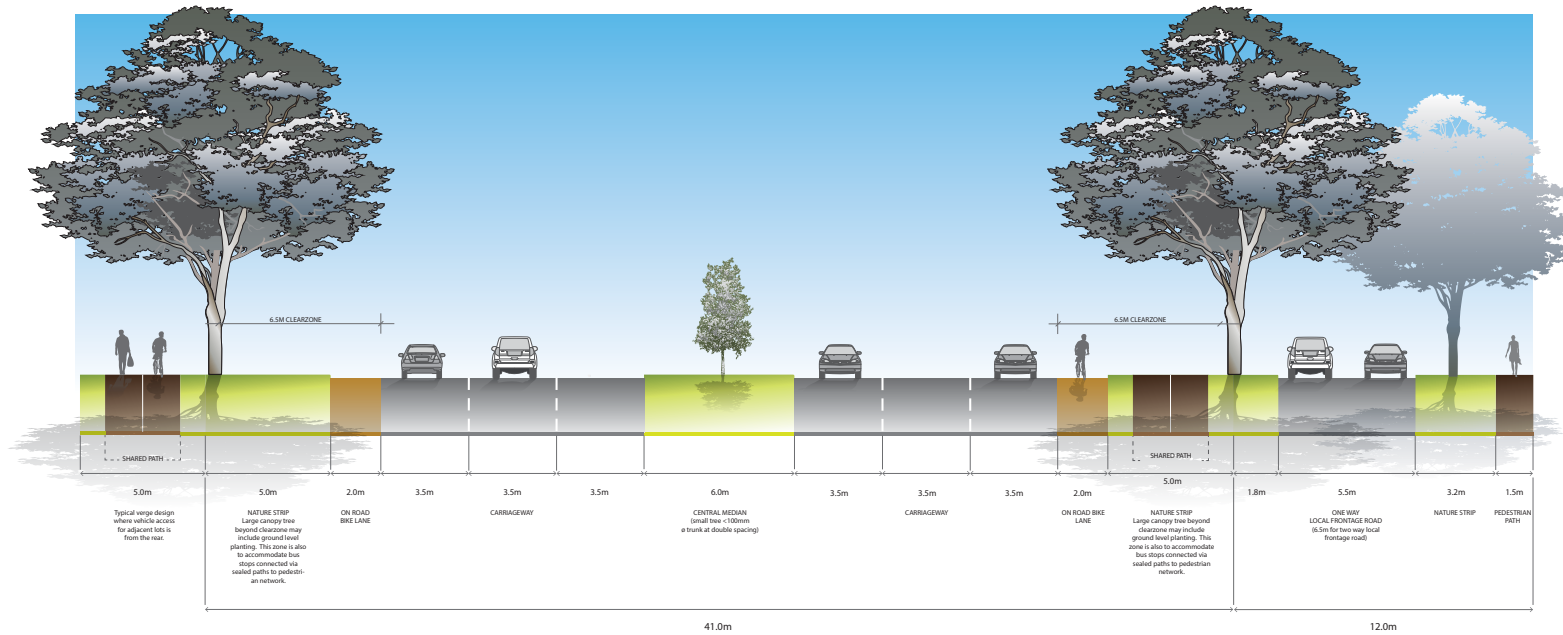 6.5M CLEARZONE
6.5M CLEARZONE
SHARED PATH
SHARED PATH
5.0m
5.0m
2.0m
3.5m
3.5m
3.5m
6.0m
3.5m
3.5m
3.5m
2.0m
5.0m
1.8m
5.5m
3.2m
1.5m
Typical verge design
where vehicle access
for adjacent lots is
from the rear.
NATURE STRIP
Large canopy tree
beyond clearzone may
include ground level
planting. This zone is also
to accommodate bus
stops connected via
sealed paths to pedestri-
an network.
ON ROAD
BIKE LANE
CARRIAGEWAY
CENTRAL MEDIAN
(small tree <100mm
ø trunk at double spacing)
CARRIAGEWAY
ON ROAD BIKE
LANE
NATURE STRIP
Large canopy tree beyond
clearzone may include
ground level planting. This
zone is also to accommodate
bus stops connected via
sealed paths to pedestrian
network.
ONE WAY
LOCAL FRONTAGE ROAD
(6.5m for two way local
frontage road)
NATURE STRIP
PEDESTRIAN
PATH
41.0m
12.0m